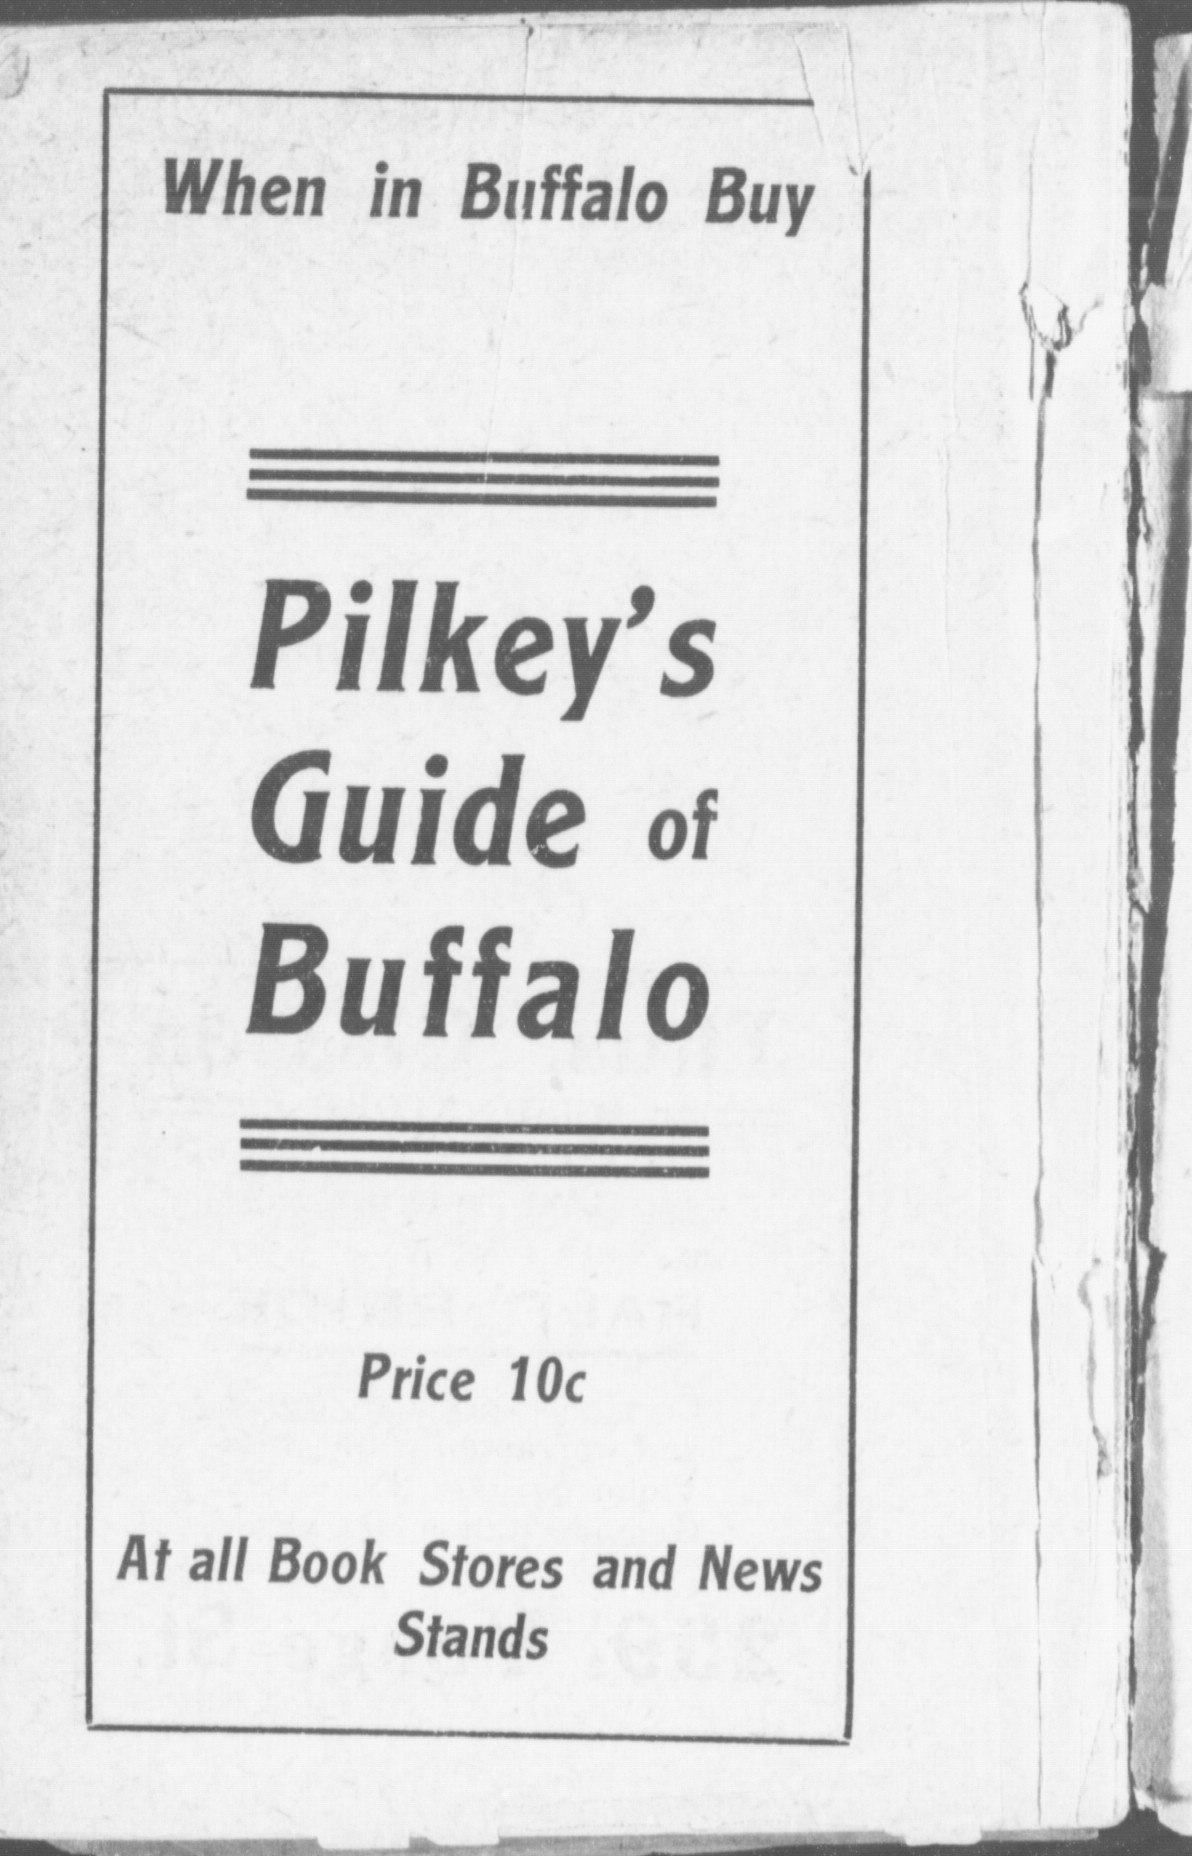 When in Buffalo Buy
Pilkey's
Guide of
Buffalo
Price 10c
At all Book Stores and News
Stands